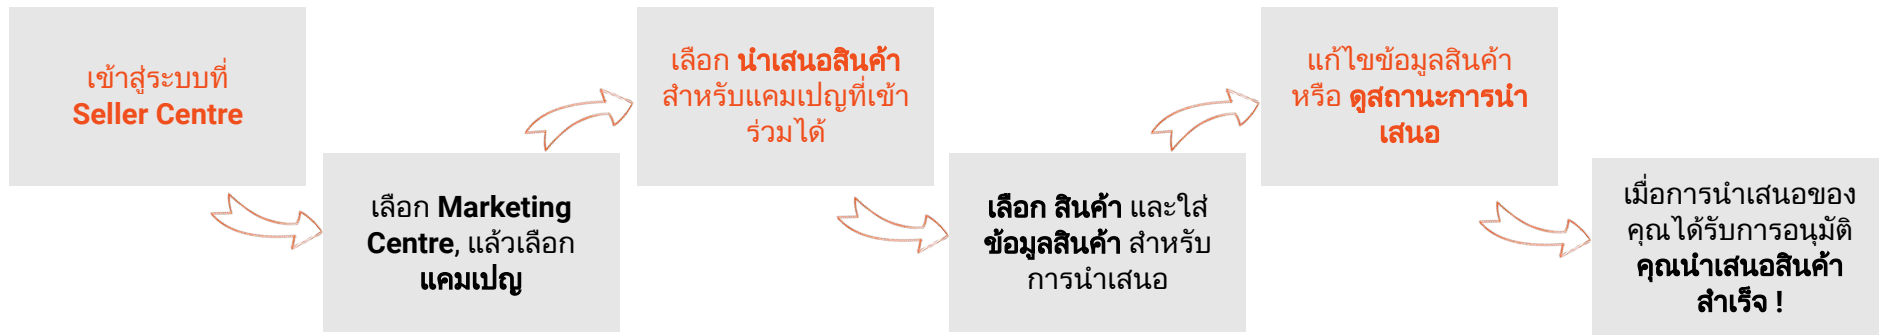 เข้าสู่ระบบที่
Seller Centre
เลือก Marketing
Centre, แล้วเลือก
แคมเปญ
เลือก นำเสนอสินค้า
สำหรับแคมเปญที่เข้า
ร่วมได้
เลือก สินค้า และใส่
ข้อมูลสินค้า สำหรับ
การนำเสนอ
แก้ไขข้อมูลสินค้า
หรือ ดูสถานะการนำ
เสนอ
เมื่อการนำเสนอของ
คุณได้รับการอนุมัติ
คุณนำเสนอสินค้า
สำเร็จ !